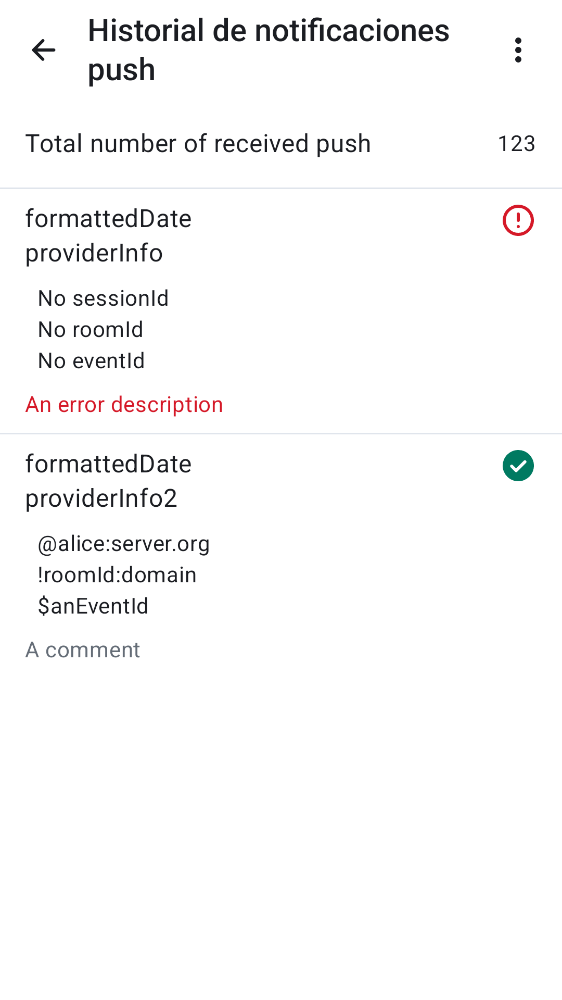 Historial de notificaciones
push
Total number of received push 123
formattedDate
providerInfo
No sessionId
No roomId
No eventId
An error description
formattedDate
providerInfo2
@alice:server.org
!roomId:domain
$anEventId
A comment